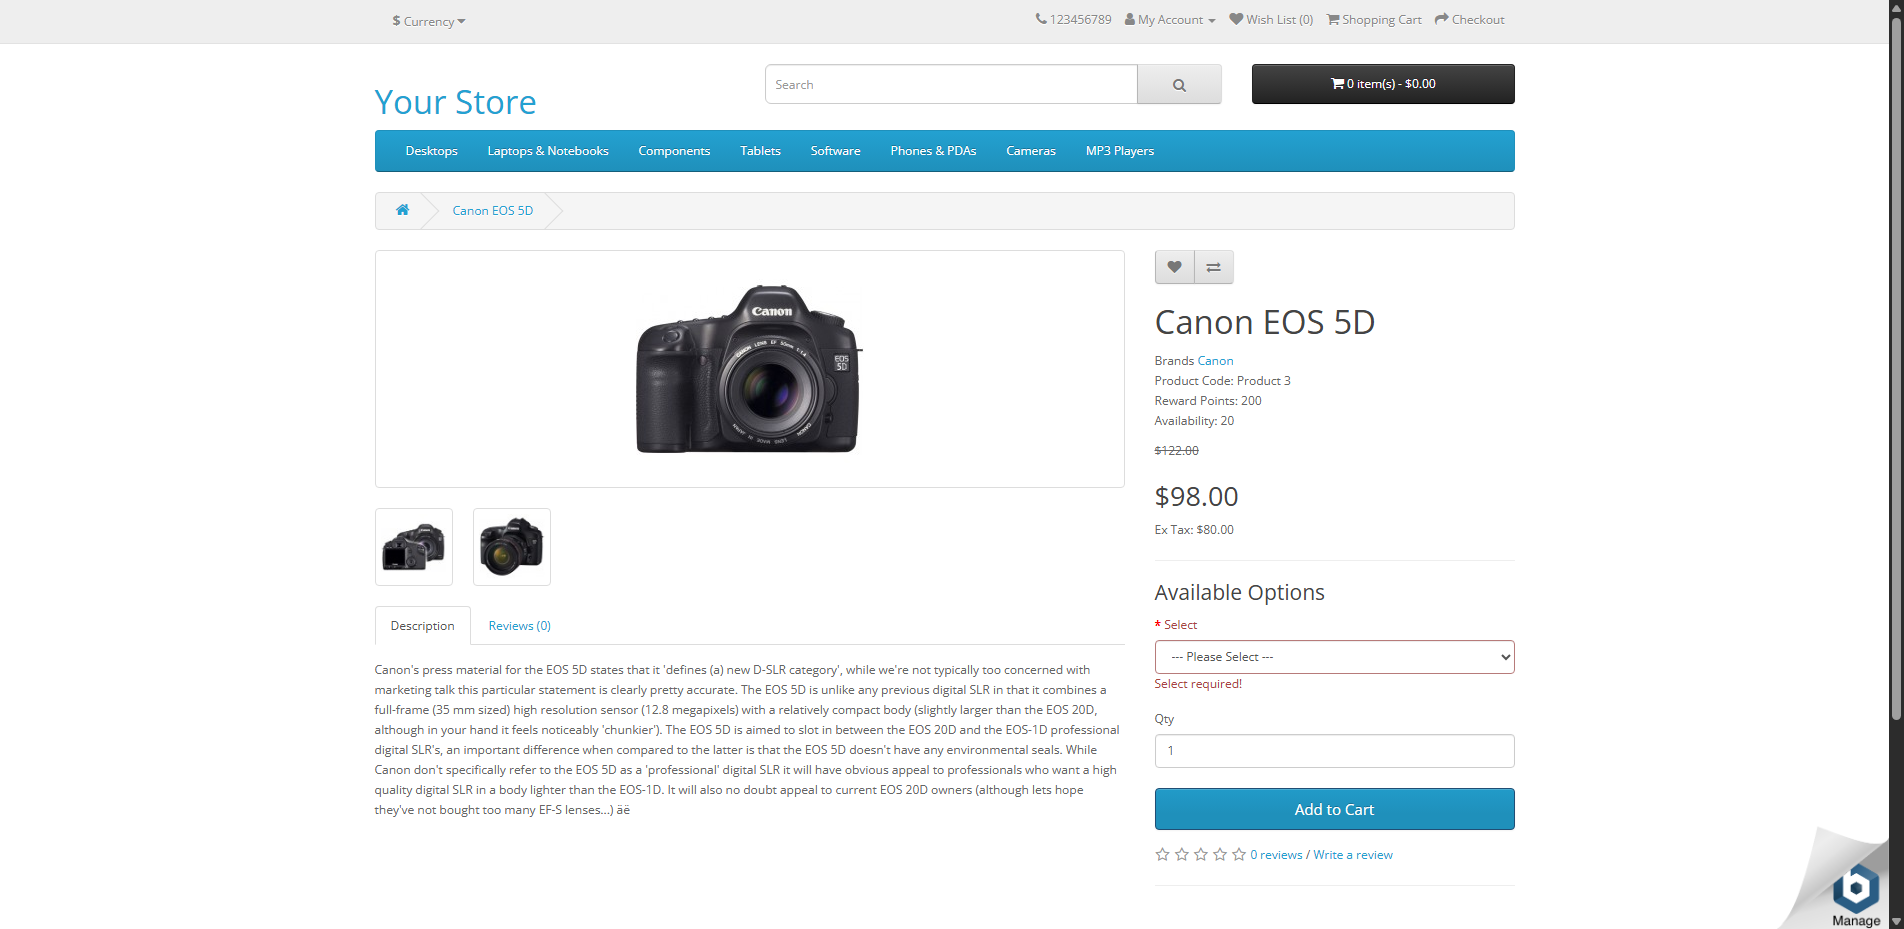 $ Currency
123456789 My Account Wish List (0) Shopping Cart Checkout
Your Store
Search
0 item(s) - $0.00
Desktops Laptops & Notebooks Components Tablets Software Phones & PDAs Cameras MP3 Players
Canon EOS 5D
Canon
EOS
5D
CANON LENS EF 50mm 1:1.4
CANON LENS MADE IN JAPAN
Description Reviews (0)
Canon's press material for the EOS 5D states that it 'defines (a) new D-SLR category', while we're not typically too concerned with
marketing talk this particular statement is clearly pretty accurate. The EOS 5D is unlike any previous digital SLR in that it combines a
full-frame (35 mm sized) high resolution sensor (12.8 megapixels) with a relatively compact body (slightly larger than the EOS 20D,
although in your hand it feels noticeably 'chunkier'). The EOS 5D is aimed to slot in between the EOS 20D and the EOS-1D professional
digital SLR's, an important difference when compared to the latter is that the EOS 5D doesn't have any environmental seals. While
Canon don't specifically refer to the EOS 5D as a 'professional' digital SLR it will have obvious appeal to professionals who want a high
quality digital SLR in a body lighter than the EOS-1D. It will also no doubt appeal to current EOS 20D owners (although lets hope
they've not bought too many EF-S lenses...) äë
Canon EOS 5D
Brands Canon
Product Code: Product 3
Reward Points: 200
Availability: 20
$122.00
$98.00
Ex Tax: $80.00
Available Options
* Select
--- Please Select ---
Select required!
Qty
1
Add to Cart
0 reviews / Write a review
Manage